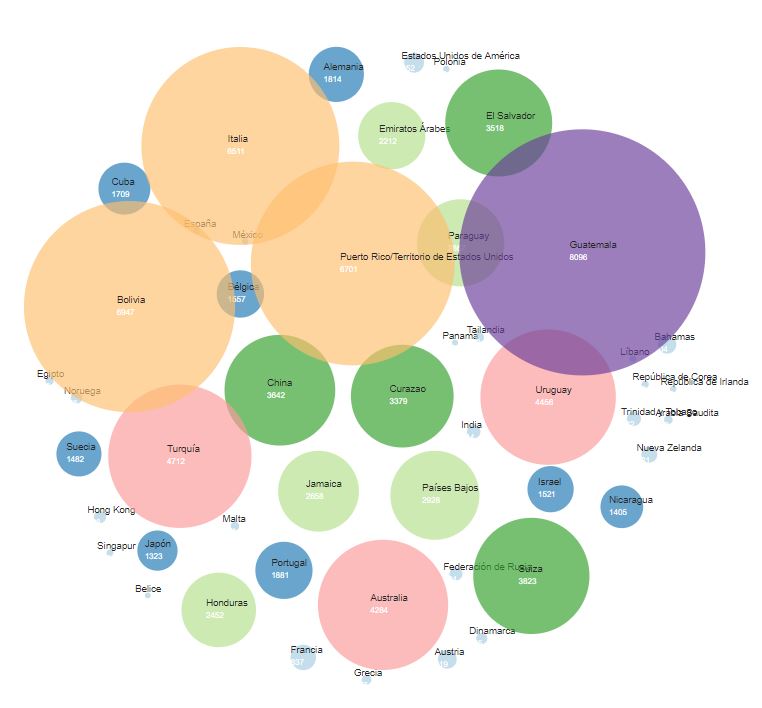 Estados Unidos de América
Polonia
Alemania
1814
El Salvador
3518
Emiratos Árabes
2212
Italia
6511
Cuba
1709
España
México
Paraguay
Guatemala
8096
Puerto Rico/Territorio de Estados Unidos
6701
Bélgica
1557
Bolivia
6947
Tailandia
Panamá
Bahamas
Líbano
Egipto
Noruega
República de Corea
República de Irlanda
China
3642
Curazao
3379
Uruguay
4456
Trinidad y Tobago
Arabia Saudita
India
Suecia
1482
Turquía
4712
Nueva Zelanda
Jamaica
2658
Países Bajos
2928
Israel
1521
Nicaragua
1405
Hong Kong
Malta
Singapur
Japón
1323
Portugal
1881
Federación de Rusia
Suiza
3823
Belice
Honduras
2452
Australia
4284
Dinamarca
Francia
Austria
Grecia